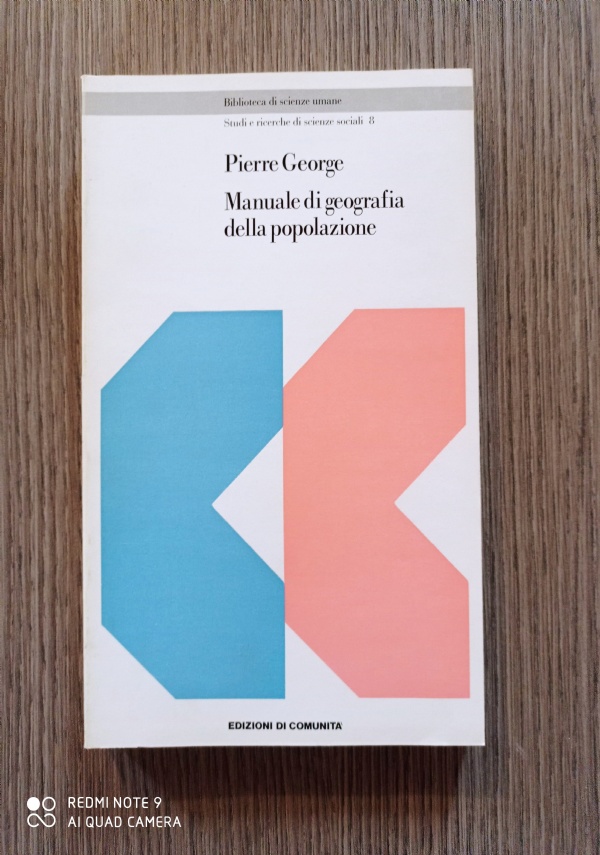 Biblioteca di scienze umane
Studi e ricerche di scienze sociali 8
Pierre George
Manuale di geografia
della popolazione
EDIZIONI DI COMUNITÀ
REDMI NOTE 9
AI QUAD CAMERA